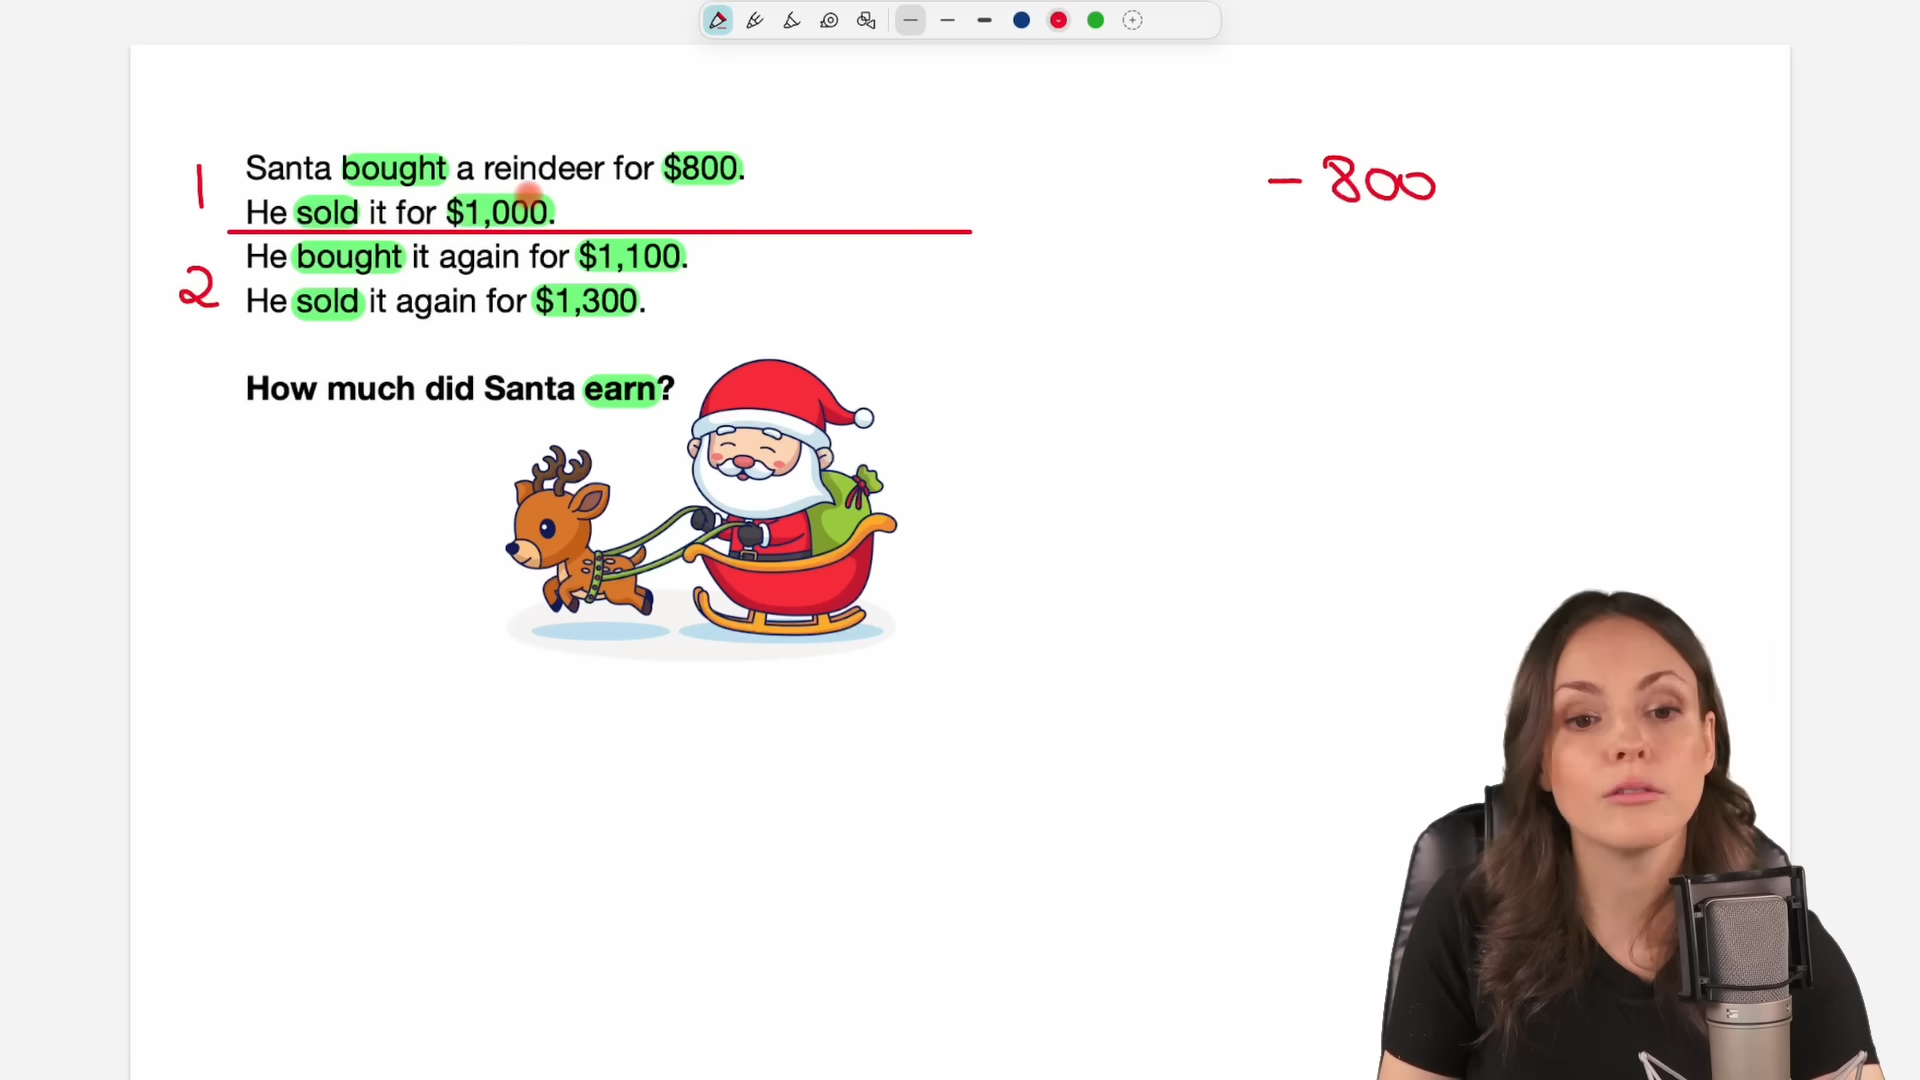 1
Santa bought a reindeer for $800.
He sold it for $1,000.
2
He bought it again for $1,100.
He sold it again for $1,300.
How much did Santa earn?
- 800